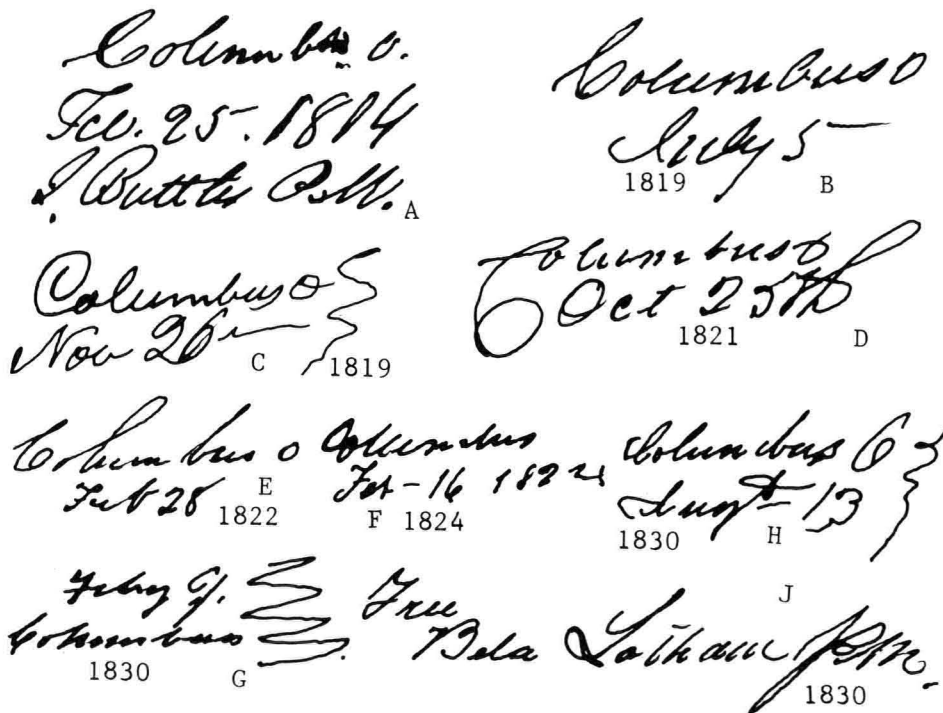 Columbus O.
Feb. 25. 1814
J. Buttles P.M.
A
Columbus O
July 5
1819 B
Columbus O
Nov 26
C 1819
Columbus O
Oct 25th
1821 D
Columbus O
Feb 28
E
1822
Columbus
Feb - 16 1824
F 1824
Columbus O
Augt 13
1830 H
Feby 9.
Columbus
1830 G
J
Free
Bela Latham PM.
1830